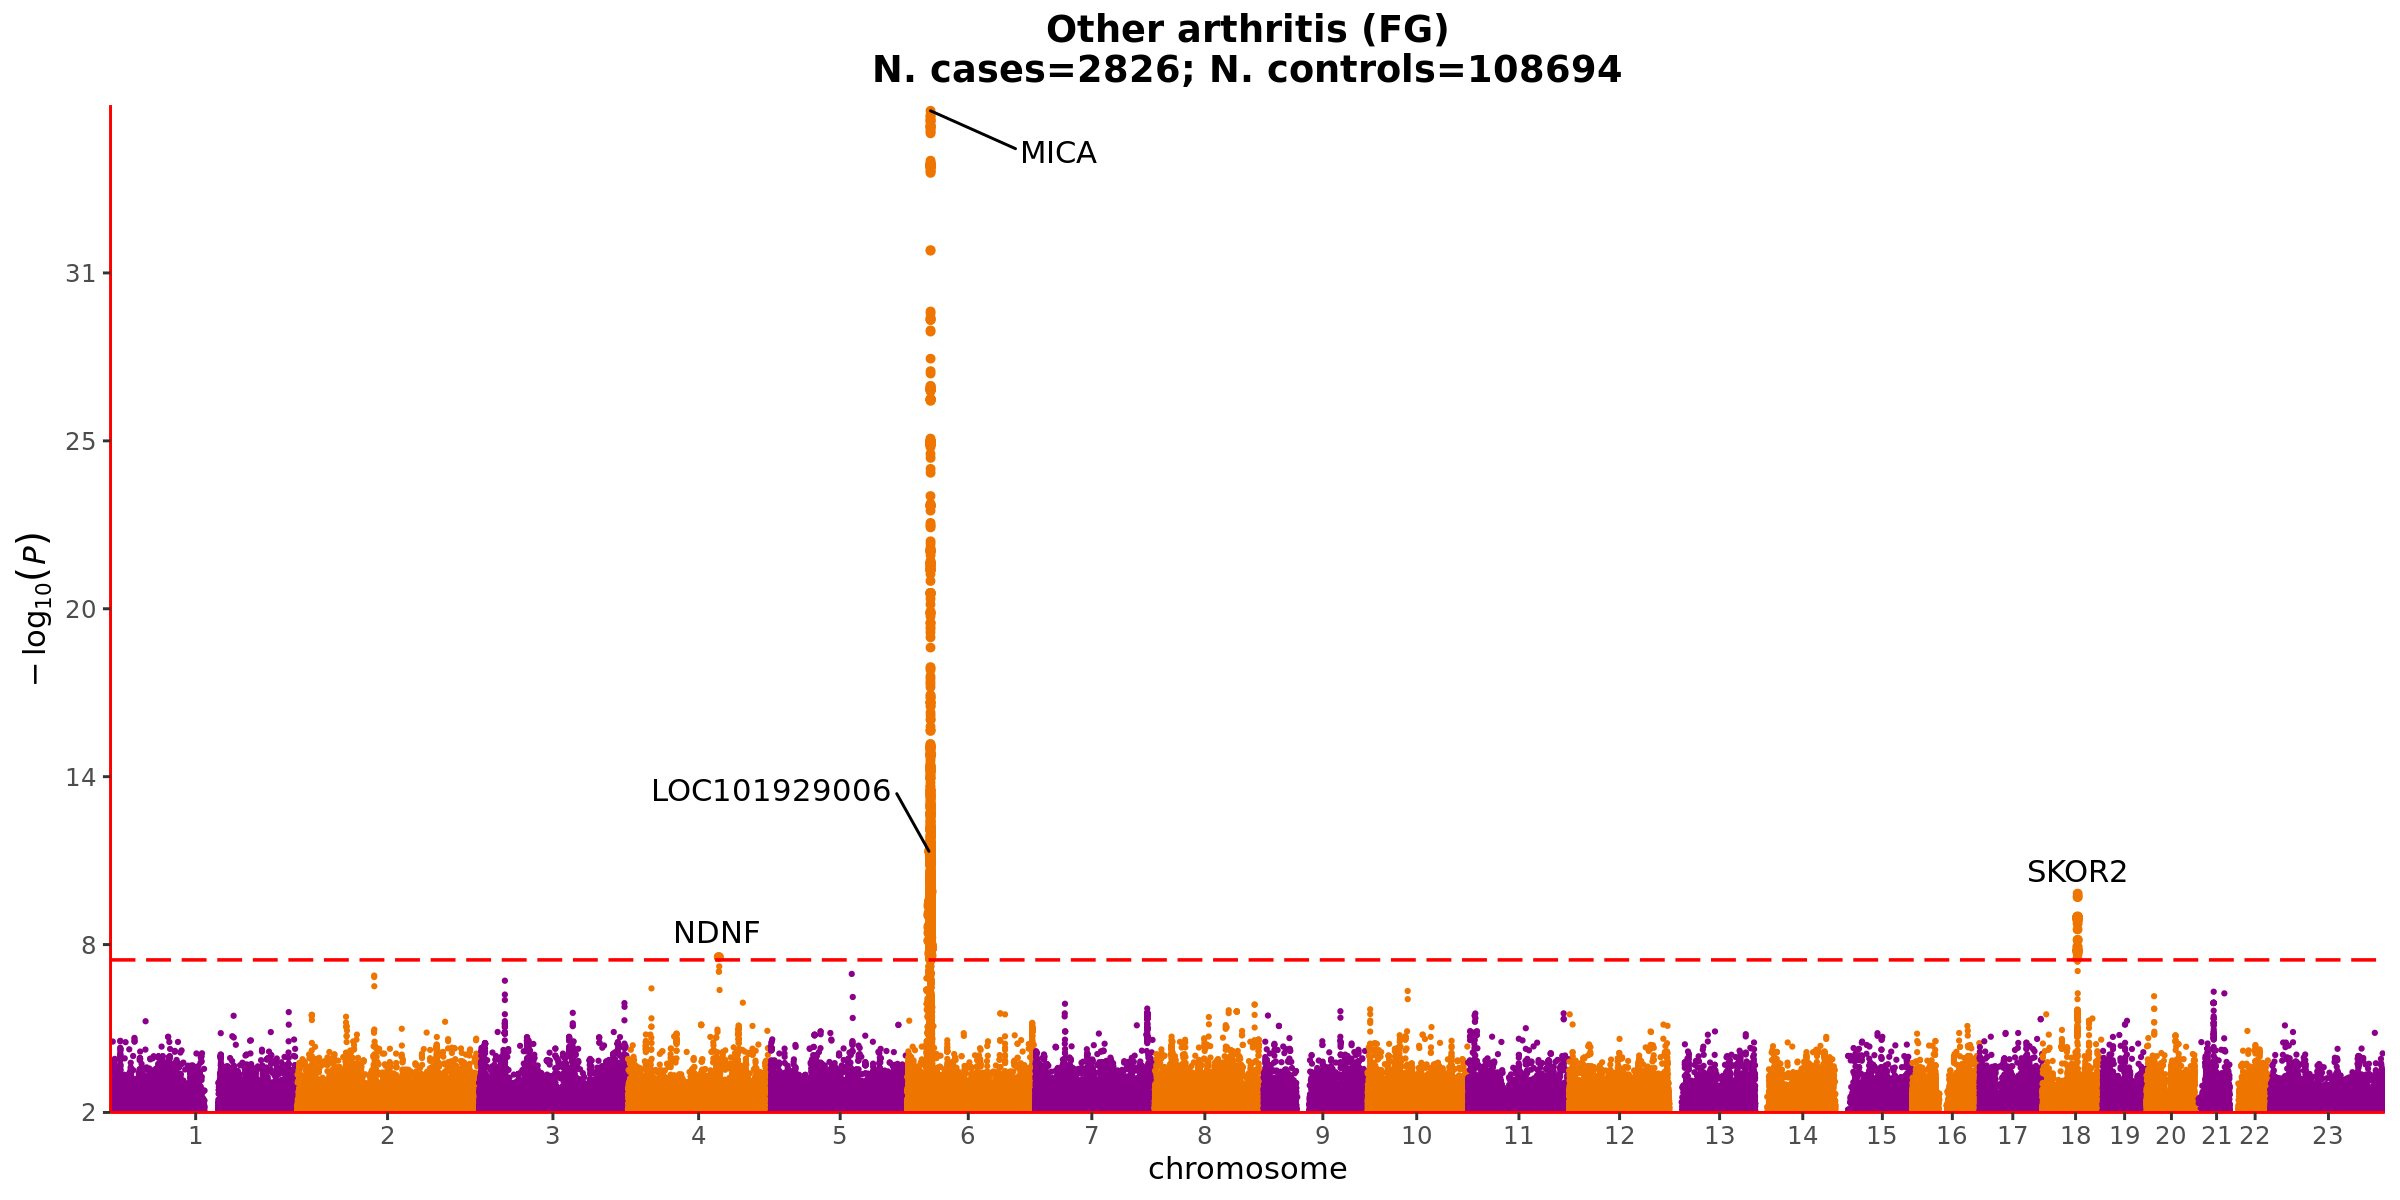 Other arthritis (FG)
N. cases=2826; N. controls=108694
MICA
31
25
− log₁₀(P)
20
14
LOC101929006
SKOR2
NDNF
8
2
1 2 3 4 5 6 7 8 9 10 11 12 13 14 15 16 17 18 19 20 21 22 23
chromosome